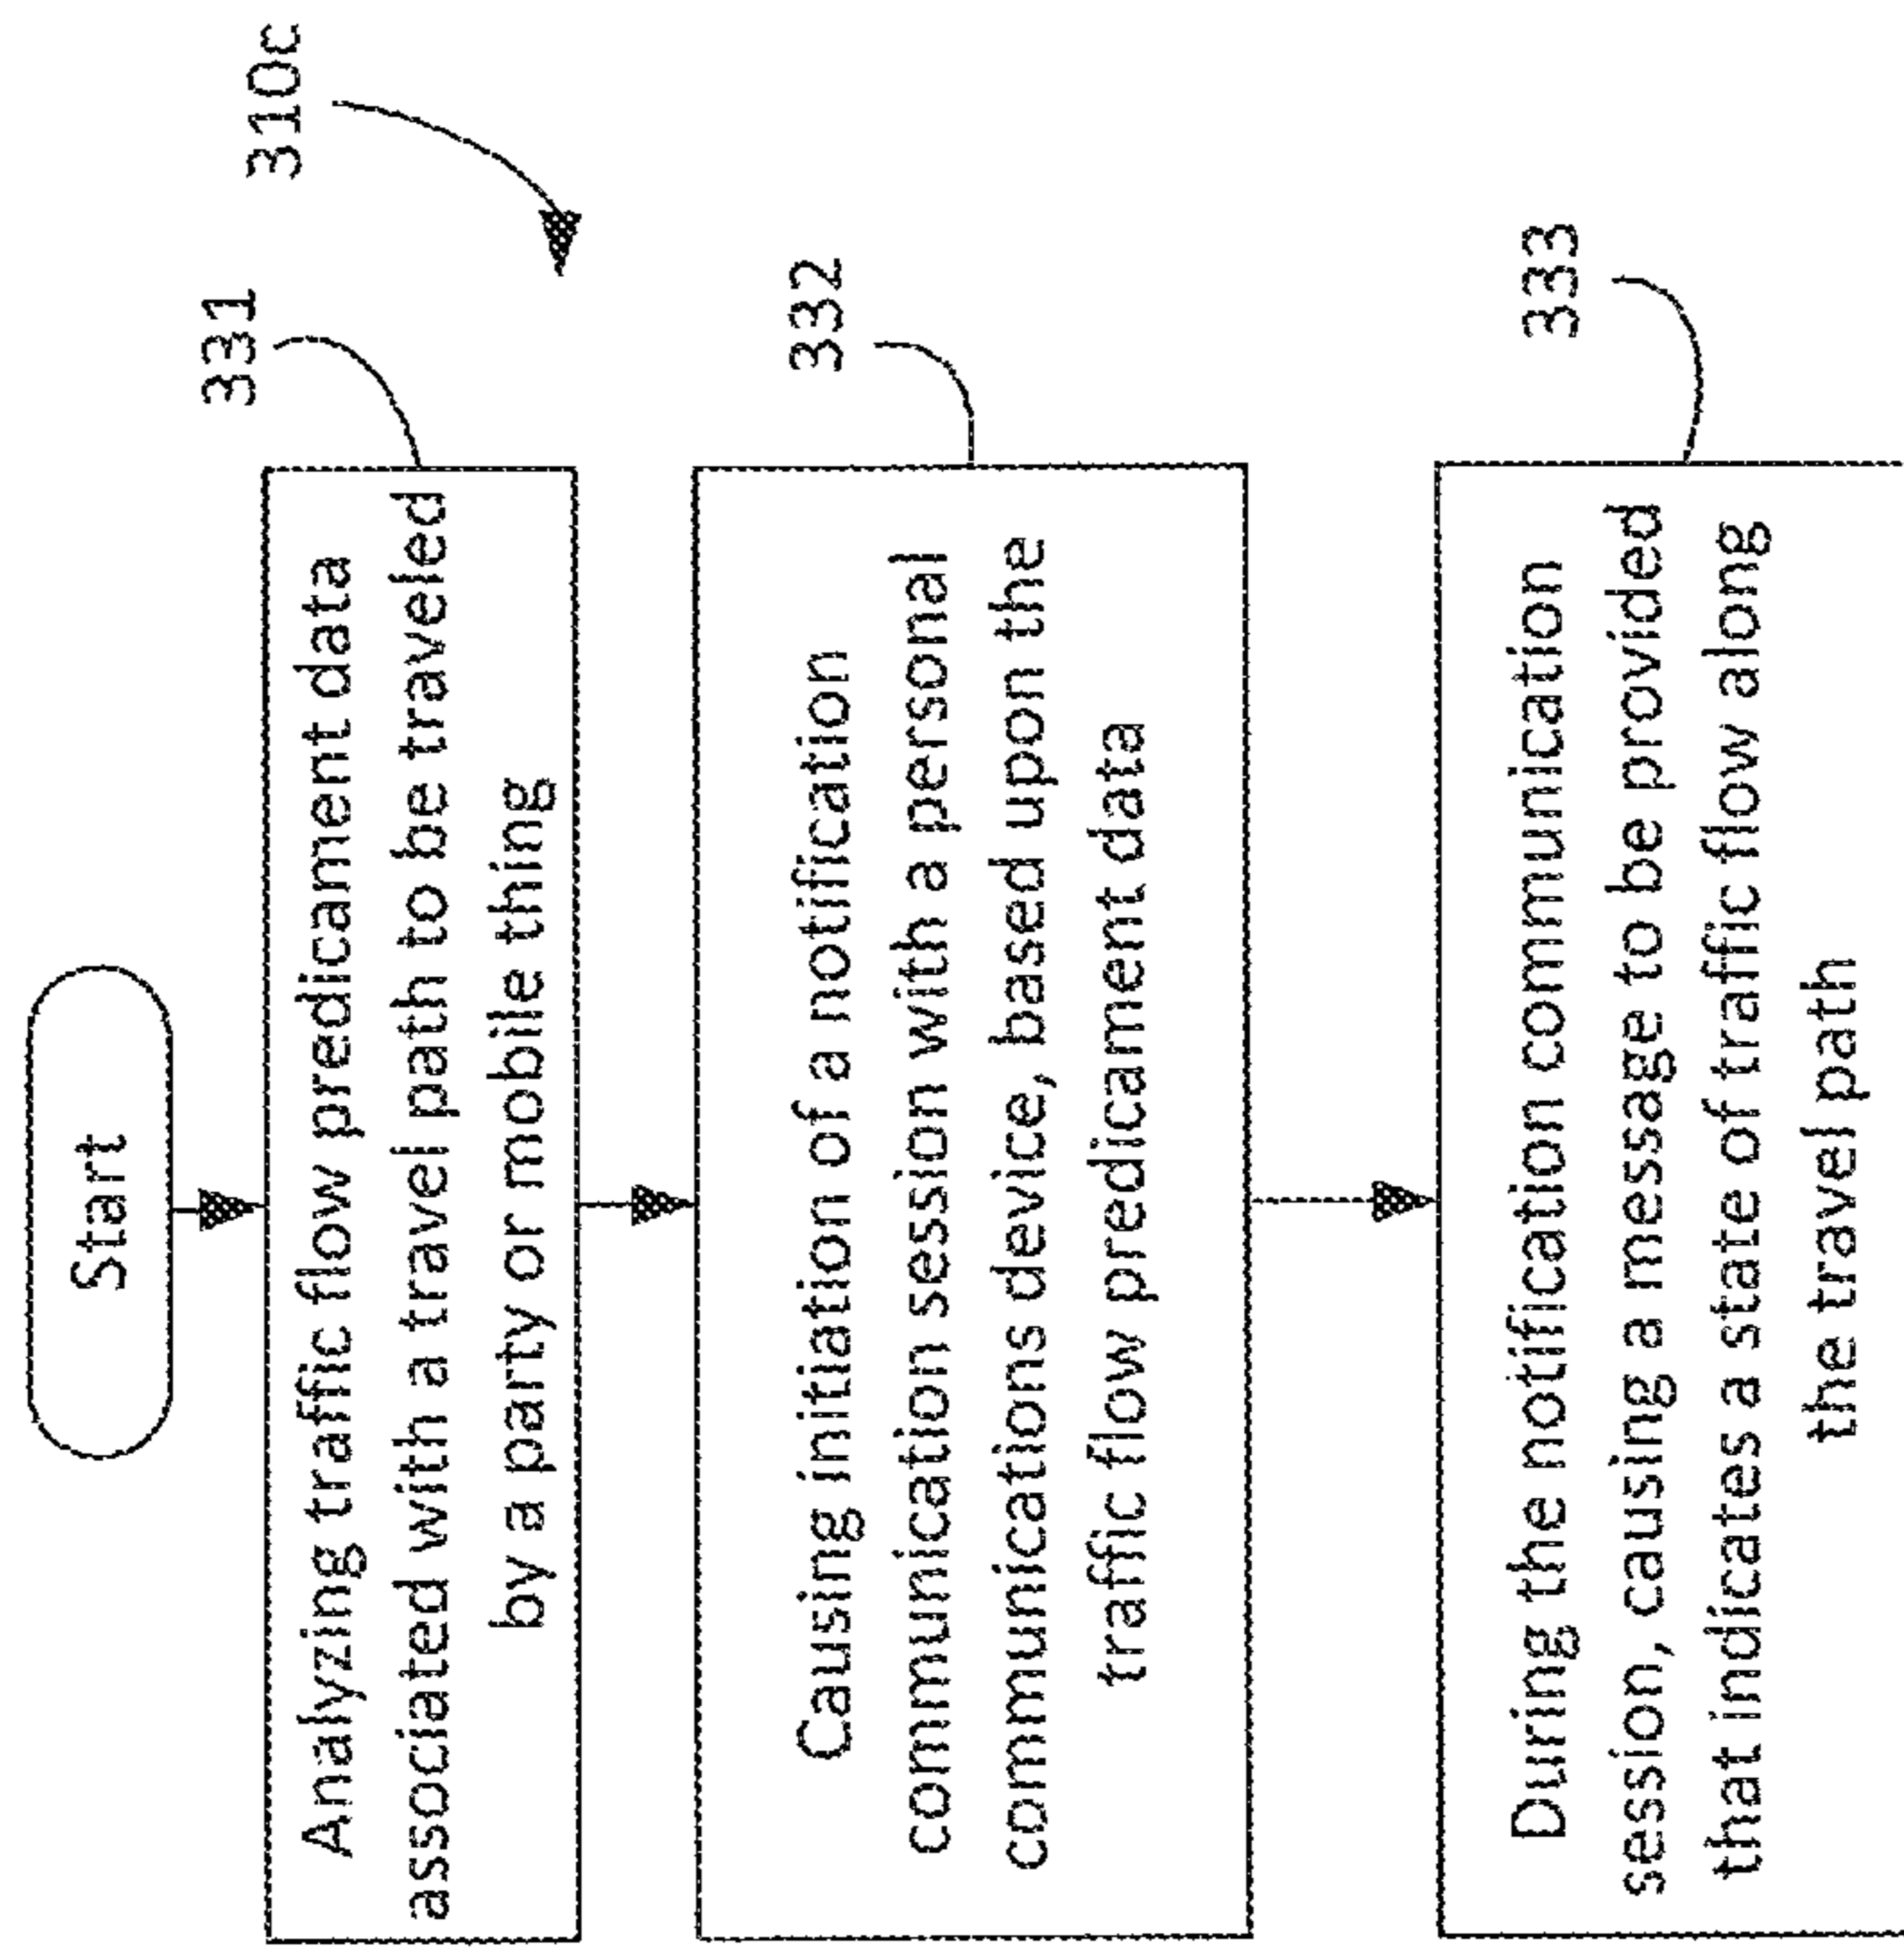 Start
310c
331
Analyzing traffic flow predicament data
associated with a travel path to be traveled
by a party or mobile thing
332
Causing initiation of a notification
communication session with a personal
communications device, based upon the
traffic flow predicament data
333
During the notification communication
session, causing a message to be provided
that indicates a state of traffic flow along
the travel path